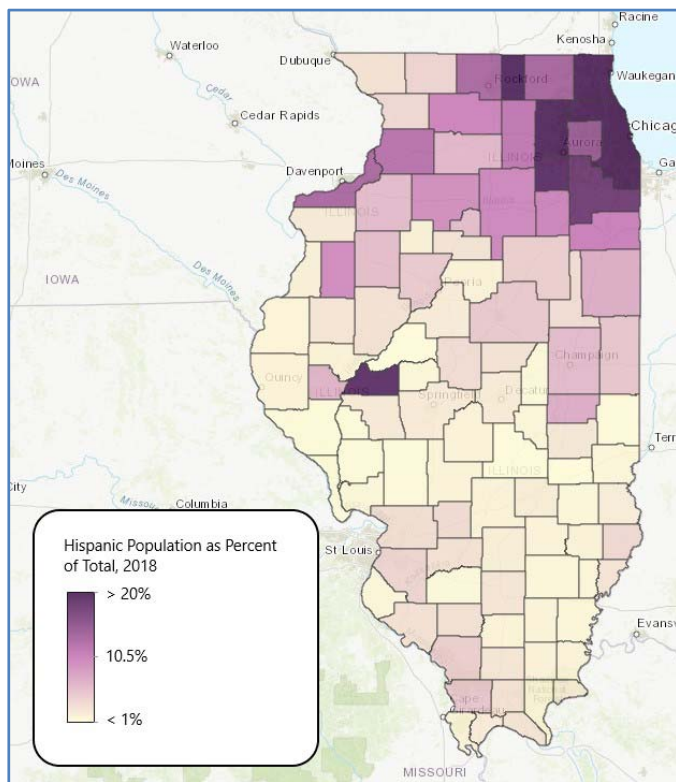 Racine
Kenosha
Waterloo
Dubuque
Waukegan
Rockford
IOWA
Cedar
Cedar Rapids
Chicag
Aurora
ILLINOIS
Moines
Davenport
Ga
Des Moines
ILLINOIS
Des Moines
IOWA
Peoria
Champaign
Quincy
ILLINOIS
Springfield
Decatur
Terr
ILLINOIS
City
Missouri
Columbia
St Louis
Hispanic Population as Percent
of Total, 2018
> 20%
10.5%
< 1%
Evansv
Cape
Girardeau
MISSOURI